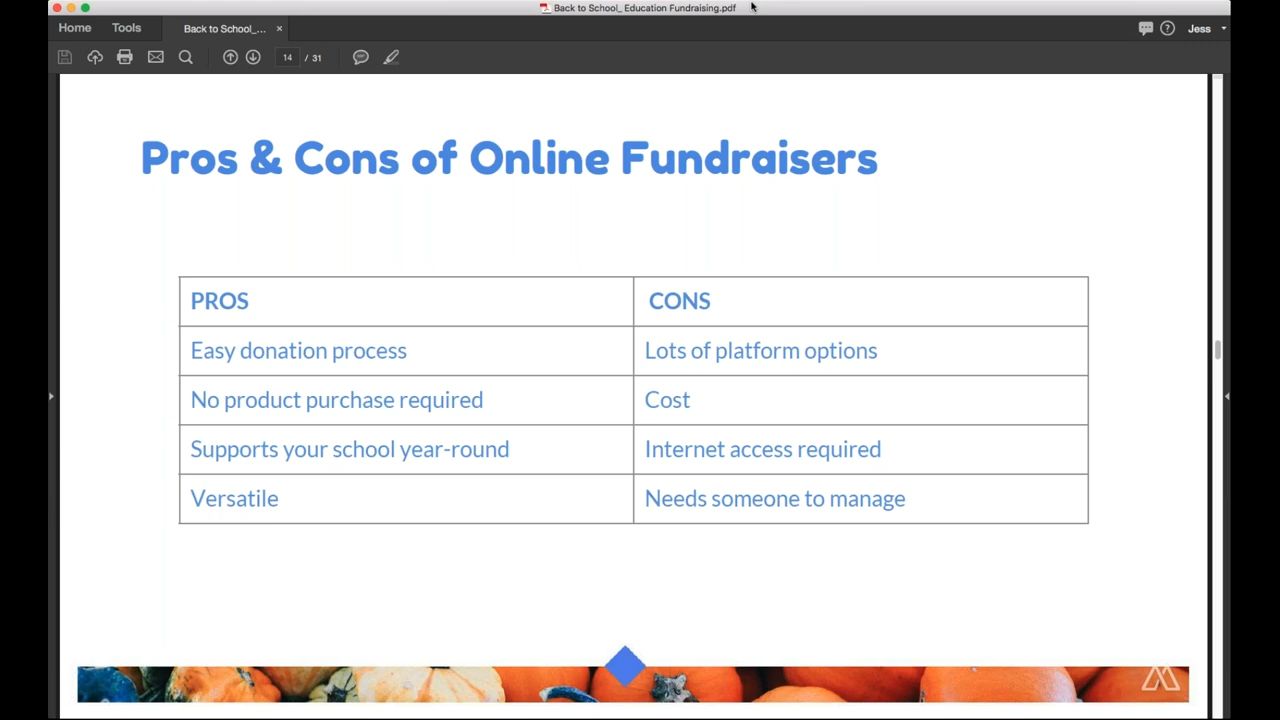 Back to School_ Education Fundraising.pdf
Home Tools Back to School_... × Jess
14 / 31
Pros & Cons of Online Fundraisers
PROS CONS
Easy donation process Lots of platform options
No product purchase required Cost
Supports your school year-round Internet access required
Versatile Needs someone to manage